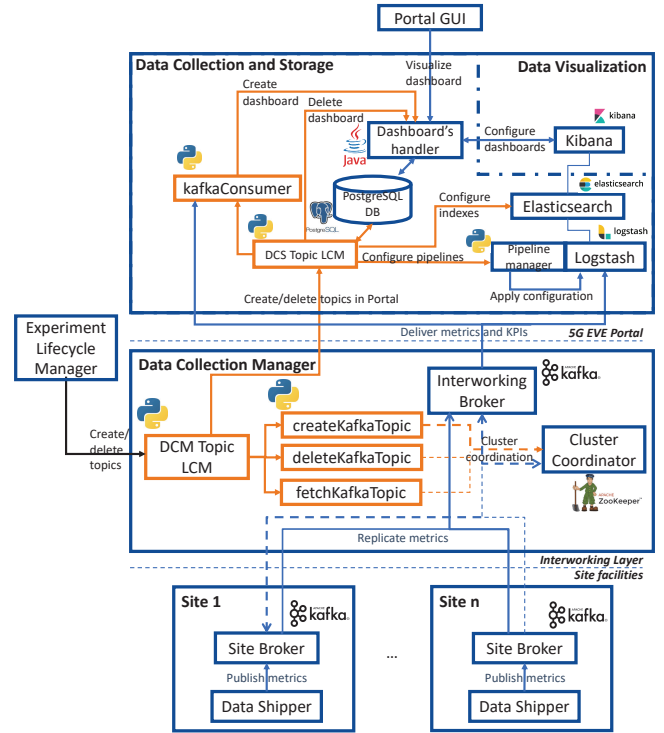 Portal GUI
Data Collection and Storage
Visualize
dashboard
Data Visualization
Create
dashboard
Delete
dashboard
Java
Dashboard's
handler
Configure
dashboards
kibana
Kibana
kafkaConsumer
PostgreSQL
DB
PostgreSQL
Configure
indexes
elasticsearch
Elasticsearch
logstash
DCS Topic LCM
Configure pipelines
Pipeline
manager
Logstash
Create/delete topics in Portal
Apply configuration
Deliver metrics and KPIs
5G EVE Portal
Experiment
Lifecycle
Manager
Data Collection Manager
Interworking
Broker
APACHE
kafka
Create/
delete
topics
DCM Topic
LCM
createKafkaTopic
deleteKafkaTopic
fetchKafkaTopic
Cluster
coordination
Cluster
Coordinator
APACHE
ZooKeeper™
Replicate metrics
Interworking Layer
Site facilities
Site 1
APACHE
kafka
Site Broker
Publish metrics
Data Shipper
...
Site n
APACHE
kafka
Site Broker
Publish metrics
Data Shipper